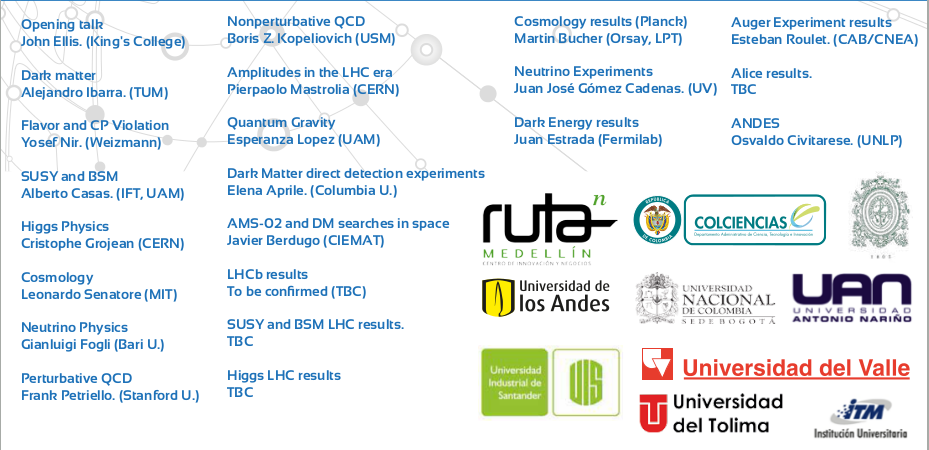 Opening talk
John Ellis. (King's College)
Dark matter
Alejandro Ibarra. (TUM)
Flavor and CP Violation
Yosef Nir. (Weizmann)
SUSY and BSM
Alberto Casas. (IFT, UAM)
Higgs Physics
Cristophe Grojean (CERN)
Cosmology
Leonardo Senatore (MIT)
Neutrino Physics
Gianluigi Fogli (Bari U.)
Perturbative QCD
Frank Petriello. (Stanford U.)
Nonperturbative QCD
Boris Z. Kopeliovich (USM)
Amplitudes in the LHC era
Pierpaolo Mastrolia (CERN)
Quantum Gravity
Esperanza Lopez (UAM)
Dark Matter direct detection experiments
Elena Aprile. (Columbia U.)
AMS-02 and DM searches in space
Javier Berdugo (CIEMAT)
LHCb results
To be confirmed (TBC)
SUSY and BSM LHC results.
TBC
Higgs LHC results
TBC
Cosmology results (Planck)
Martin Bucher (Orsay, LPT)
Neutrino Experiments
Juan José Gómez Cadenas. (UV)
Dark Energy results
Juan Estrada (Fermilab)
Auger Experiment results
Esteban Roulet. (CAB/CNEA)
Alice results.
TBC
ANDES
Osvaldo Civitarese. (UNLP)
ruta n
MEDELLÍN
CENTRO DE INNOVACIÓN Y NEGOCIOS
REPÚBLICA
DE COLOMBIA
COLCIENCIAS
Departamento Administrativo de Ciencia, Tecnología e Innovación
1803
Universidad de
los Andes
UNIVERSIDAD
NACIONAL
DE COLOMBIA
SEDE BOGOTÁ
UAN
UNIVERSIDAD
ANTONIO NARIÑO
Universidad
Industrial de
Santander
UIS
Universidad del Valle
Universidad
del Tolima
iTM
Institución Universitaria